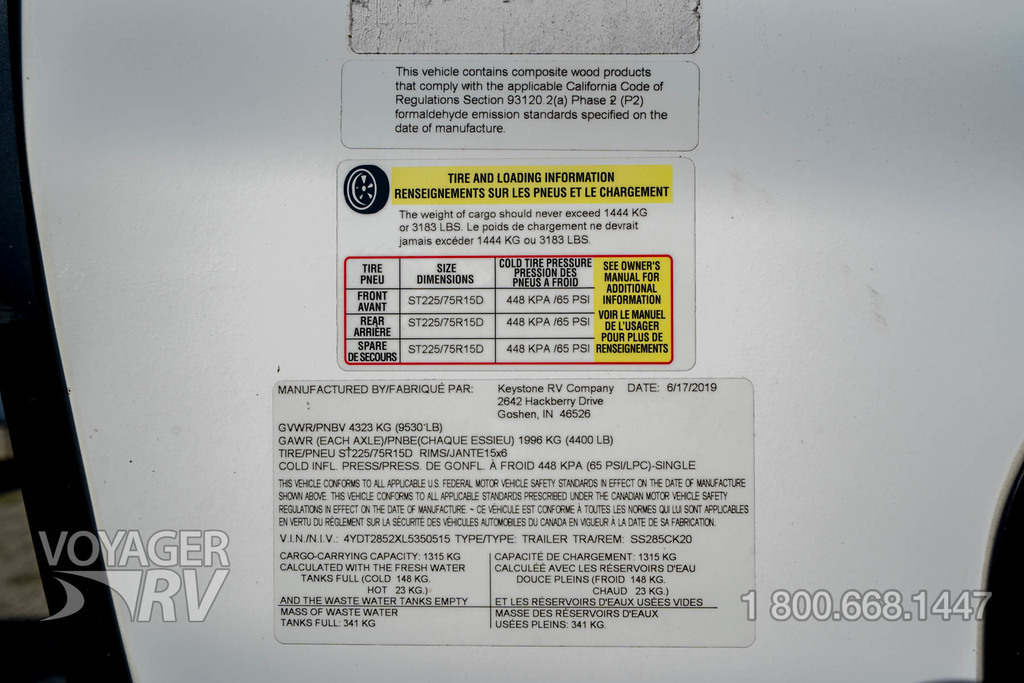 This vehicle contains composite wood products
that comply with the applicable California Code of
Regulations Section 93120.2(a) Phase 2 (P2)
formaldehyde emission standards specified on the
date of manufacture.
TIRE AND LOADING INFORMATION
RENSEIGNEMENTS SUR LES PNEUS ET LE CHARGEMENT
The weight of cargo should never exceed 1444 KG
or 3183 LBS. Le poids de chargement ne devrait
jamais excéder 1444 KG ou 3183 LBS.
TIRE
PNEU
SIZE
DIMENSIONS
COLD TIRE PRESSURE
PRESSION DES
PNEUS A FROID
FRONT
AVANT
ST225/75R15D
448 KPA /65 PSI
REAR
ARRIÈRE
ST225/75R15D
448 KPA /65 PSI
SPARE
DE SECOURS
ST225/75R15D
448 KPA /65 PSI
SEE OWNER'S
MANUAL FOR
ADDITIONAL
INFORMATION
VOIR LE MANUEL
DE L'USAGER
POUR PLUS DE
RENSEIGNEMENTS
MANUFACTURED BY/FABRIQUÉ PAR: Keystone RV Company DATE: 6/17/2019
2642 Hackberry Drive
Goshen, IN 46526
GVWR/PNBV 4323 KG (9530 LB)
GAWR (EACH AXLE)/PNBE(CHAQUE ESSIEU) 1996 KG (4400 LB)
TIRE/PNEU ST225/75R15D RIMS/JANTE15x6
COLD INFL. PRESS/PRESS. DE GONFL. À FROID 448 KPA (65 PSI/LPC)-SINGLE
THIS VEHICLE CONFORMS TO ALL APPLICABLE U.S. FEDERAL MOTOR VEHICLE SAFETY STANDARDS IN EFFECT ON THE DATE OF MANUFACTURE
SHOWN ABOVE. THIS VEHICLE CONFORMS TO ALL APPLICABLE STANDARDS PRESCRIBED UNDER THE CANADIAN MOTOR VEHICLE SAFETY
REGULATIONS IN EFFECT ON THE DATE OF MANUFACTURE. ~ CE VÉHICULE EST CONFORME À TOUTES LES NORMES QUI LUI SONT APPLICABLES
EN VERTU DU RÉGLEMENT SUR LA SÉCURITÉ DES VÉHICULES AUTOMOBILES DU CANADA EN VIGUEUR À LA DATE DE SA FABRICATION.
V.I.N./N.I.V.: 4YDT2852XL5350515 TYPE/TYPE: TRAILER TRA/REM: SS285CK20
CARGO-CARRYING CAPACITY: 1315 KG
CALCULATED WITH THE FRESH WATER
TANKS FULL (COLD 148 KG.
HOT 23 KG.)
AND THE WASTE WATER TANKS EMPTY
MASS OF WASTE WATER
TANKS FULL: 341 KG
CAPACITÉ DE CHARGEMENT: 1315 KG
CALCULÉE AVEC LES RÉSERVOIRS D'EAU
DOUCE PLEINS (FROID 148 KG.
CHAUD 23 KG.)
ET LES RÉSERVOIRS D'EAUX USÉES VIDES
MASSE DES RÉSERVOIRS D'EAUX
USÉES PLEINS: 341 KG.
VOYAGER
RV
1 800.668.1447